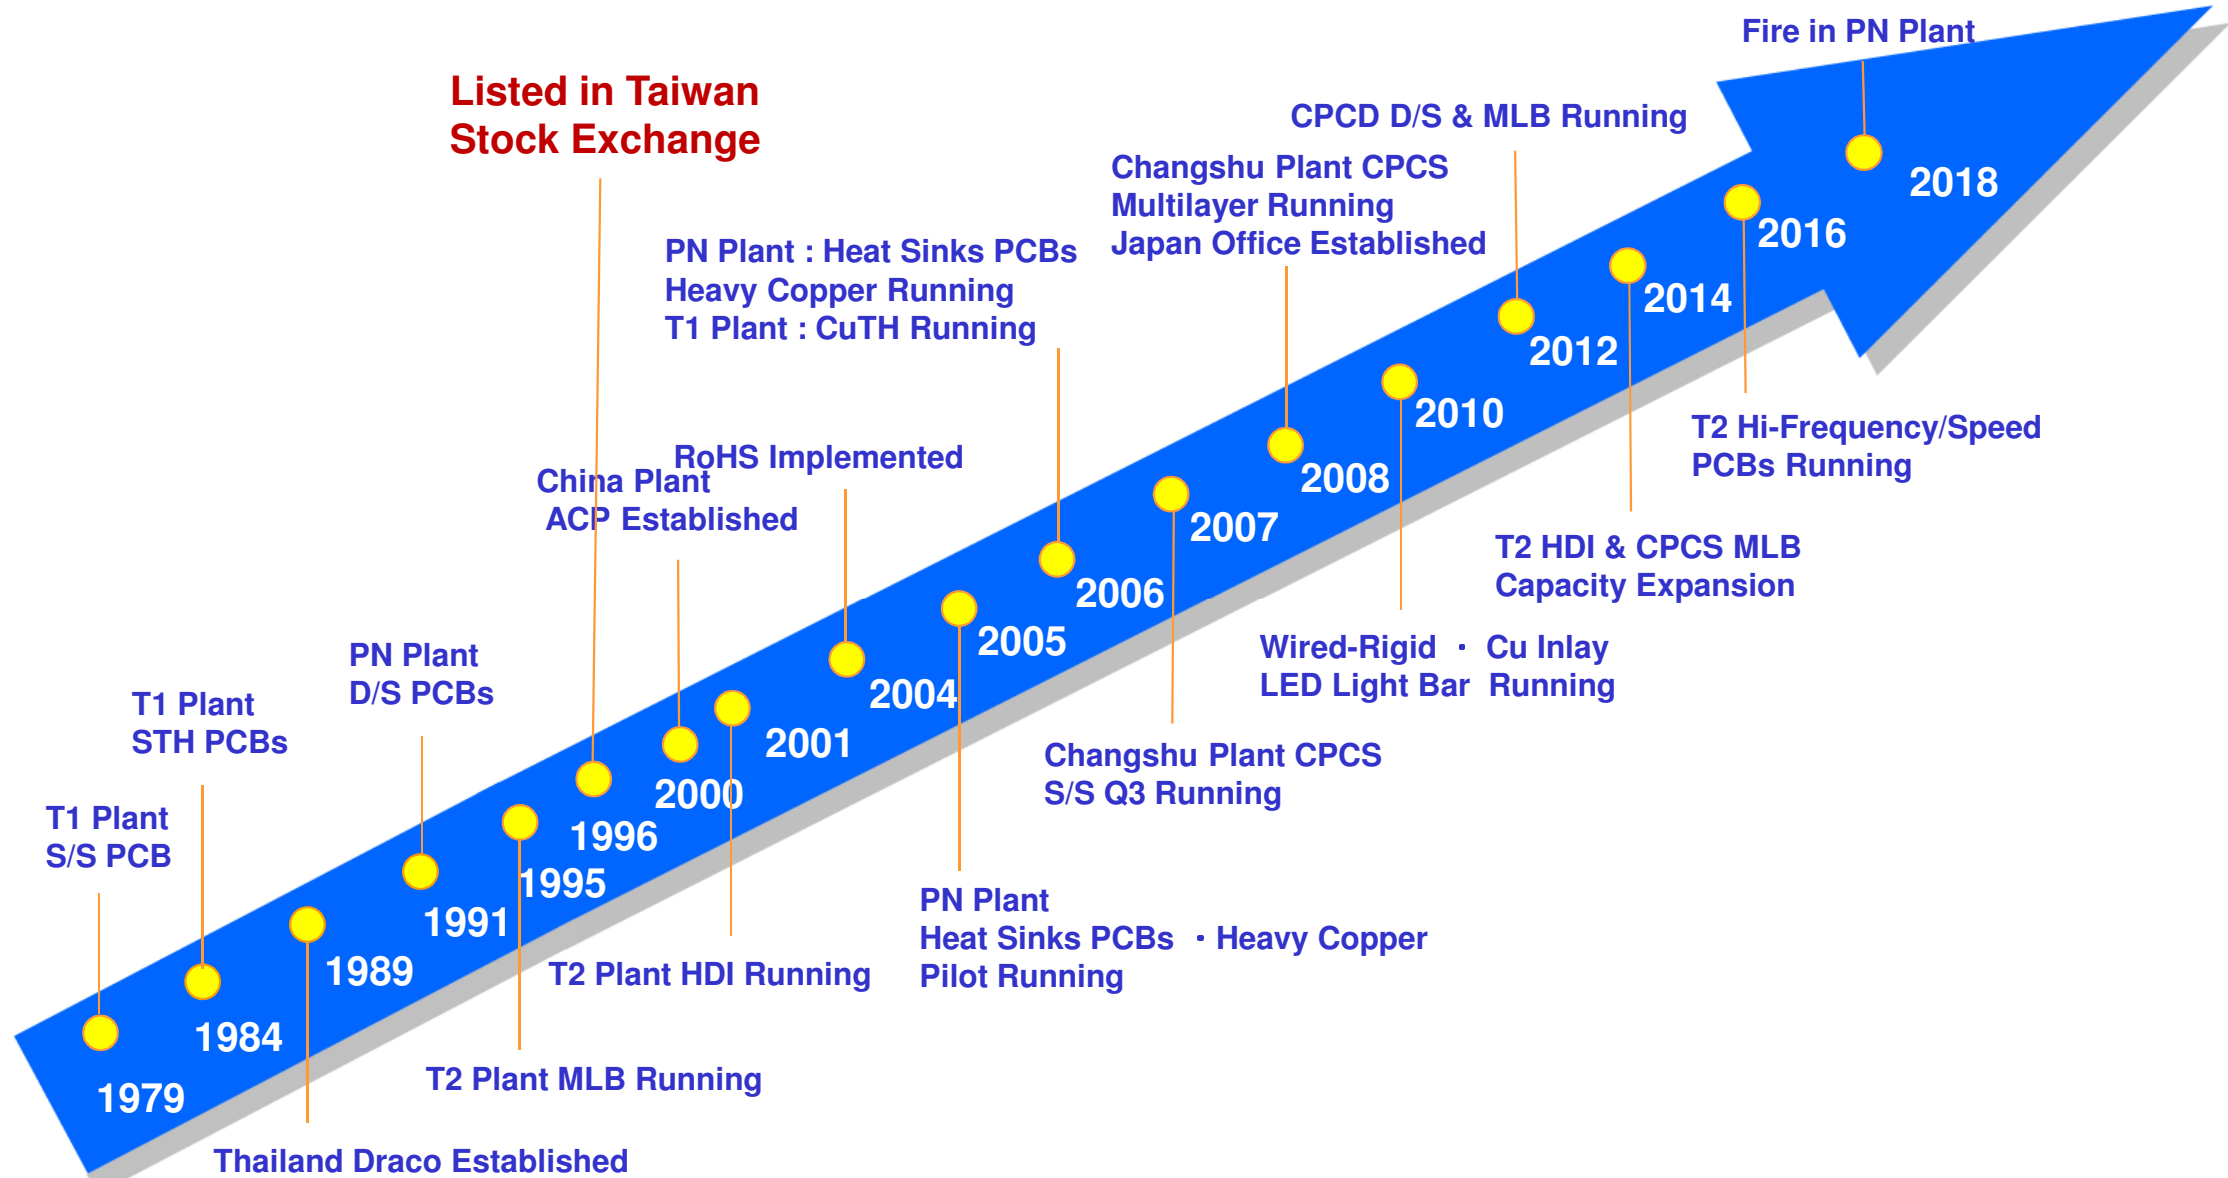 Fire in PN Plant
Listed in Taiwan
Stock Exchange
CPCD D/S & MLB Running
Changshu Plant CPCS
Multilayer Running
Japan Office Established
2018
2016
PN Plant : Heat Sinks PCBs
Heavy Copper Running
T1 Plant : CuTH Running
2014
2012
2010
T2 Hi-Frequency/Speed
PCBs Running
RoHS Implemented
China Plant
ACP Established
2008
2007
T2 HDI & CPCS MLB
Capacity Expansion
2006
2005
Wired-Rigid ・ Cu Inlay
LED Light Bar Running
PN Plant
D/S PCBs
2004
T1 Plant
STH PCBs
2001
Changshu Plant CPCS
S/S Q3 Running
2000
T1 Plant
S/S PCB
1996
1995
PN Plant
Heat Sinks PCBs ・Heavy Copper
Pilot Running
1991
1989
T2 Plant HDI Running
1984
T2 Plant MLB Running
1979
Thailand Draco Established